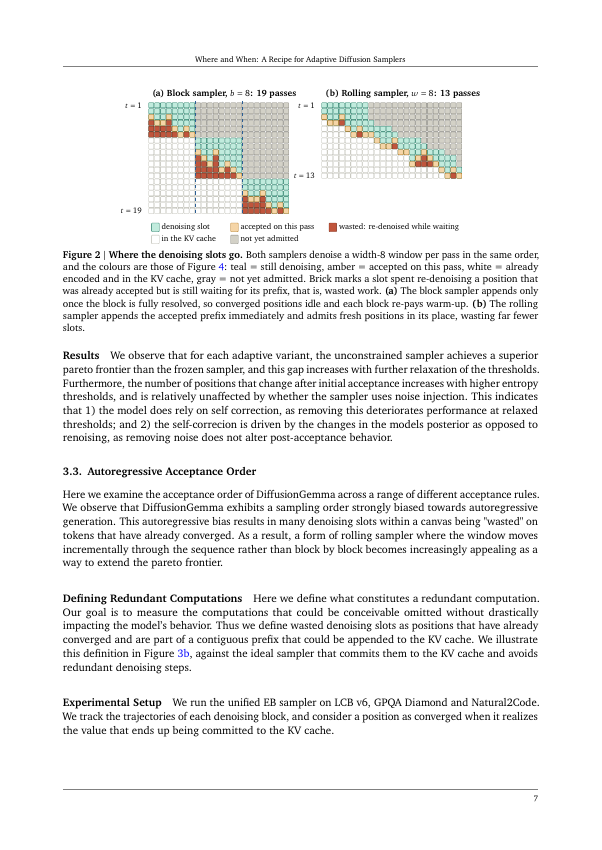 Where and When: A Recipe for Adaptive Diffusion Samplers
(a) Block sampler, b = 8: 19 passes
(b) Rolling sampler, w = 8: 13 passes
t = 1
t = 19
t = 1
t = 13
denoising slot
accepted on this pass
wasted: re-denoised while waiting
in the KV cache
not yet admitted
Figure 2 | Where the denoising slots go. Both samplers denoise a width-8 window per pass in the same order,
and the colours are those of Figure 4: teal = still denoising, amber = accepted on this pass, white = already
encoded and in the KV cache, gray = not yet admitted. Brick marks a slot spent re-denoising a position that
was already accepted but is still waiting for its prefix, that is, wasted work. (a) The block sampler appends only
once the block is fully resolved, so converged positions idle and each block re-pays warm-up. (b) The rolling
sampler appends the accepted prefix immediately and admits fresh positions in its place, wasting far fewer
slots.
Results We observe that for each adaptive variant, the unconstrained sampler achieves a superior
pareto frontier than the frozen sampler, and this gap increases with further relaxation of the thresholds.
Furthermore, the number of positions that change after initial acceptance increases with higher entropy
thresholds, and is relatively unaffected by whether the sampler uses noise injection. This indicates
that 1) the model does rely on self correction, as removing this deteriorates performance at relaxed
thresholds; and 2) the self-correcion is driven by the changes in the models posterior as opposed to
renoising, as removing noise does not alter post-acceptance behavior.
3.3. Autoregressive Acceptance Order
Here we examine the acceptance order of DiffusionGemma across a range of different acceptance rules.
We observe that DiffusionGemma exhibits a sampling order strongly biased towards autoregressive
generation. This autoregressive bias results in many denoising slots within a canvas being "wasted" on
tokens that have already converged. As a result, a form of rolling sampler where the window moves
incrementally through the sequence rather than block by block becomes increasingly appealing as a
way to extend the pareto frontier.
Defining Redundant Computations Here we define what constitutes a redundant computation.
Our goal is to measure the computations that could be conceivable omitted without drastically
impacting the model's behavior. Thus we define wasted denoising slots as positions that have already
converged and are part of a contiguous prefix that could be appended to the KV cache. We illustrate
this definition in Figure 3b, against the ideal sampler that commits them to the KV cache and avoids
redundant denoising steps.
Experimental Setup We run the unified EB sampler on LCB v6, GPQA Diamond and Natural2Code.
We track the trajectories of each denoising block, and consider a position as converged when it realizes
the value that ends up being committed to the KV cache.
7